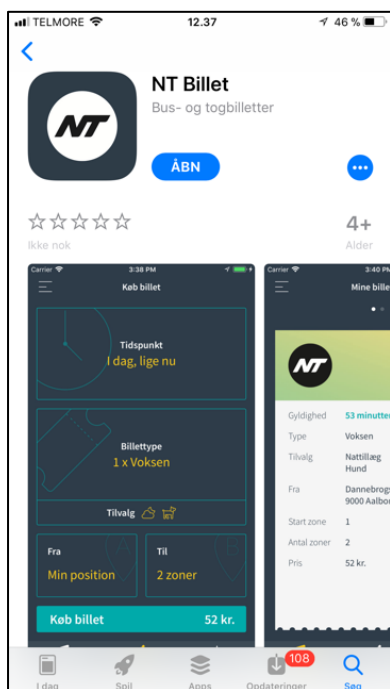 TELMORE 12.37 46 %
NT Billet
Bus- og togbilletter
NT
ÅBN
Ikke nok
4+
Alder
Carrier 3:38 PM
Køb billet
Tidspunkt
I dag, lige nu
Billettype
1 x Voksen
Tilvalg
Fra
Min position
Til
2 zoner
Køb billet 52 kr.
Carrier 3:40 PM
Mine bille
NT
Gyldighed 53 minutter
Type Voksen
Tilvalg Nattillæg
Hund
Fra Dannebrogs
9000 Aalbor
Start zone 1
Antal zoner 2
Pris 52 kr.
I dag Spil Apps Opdateringer 108 Søg